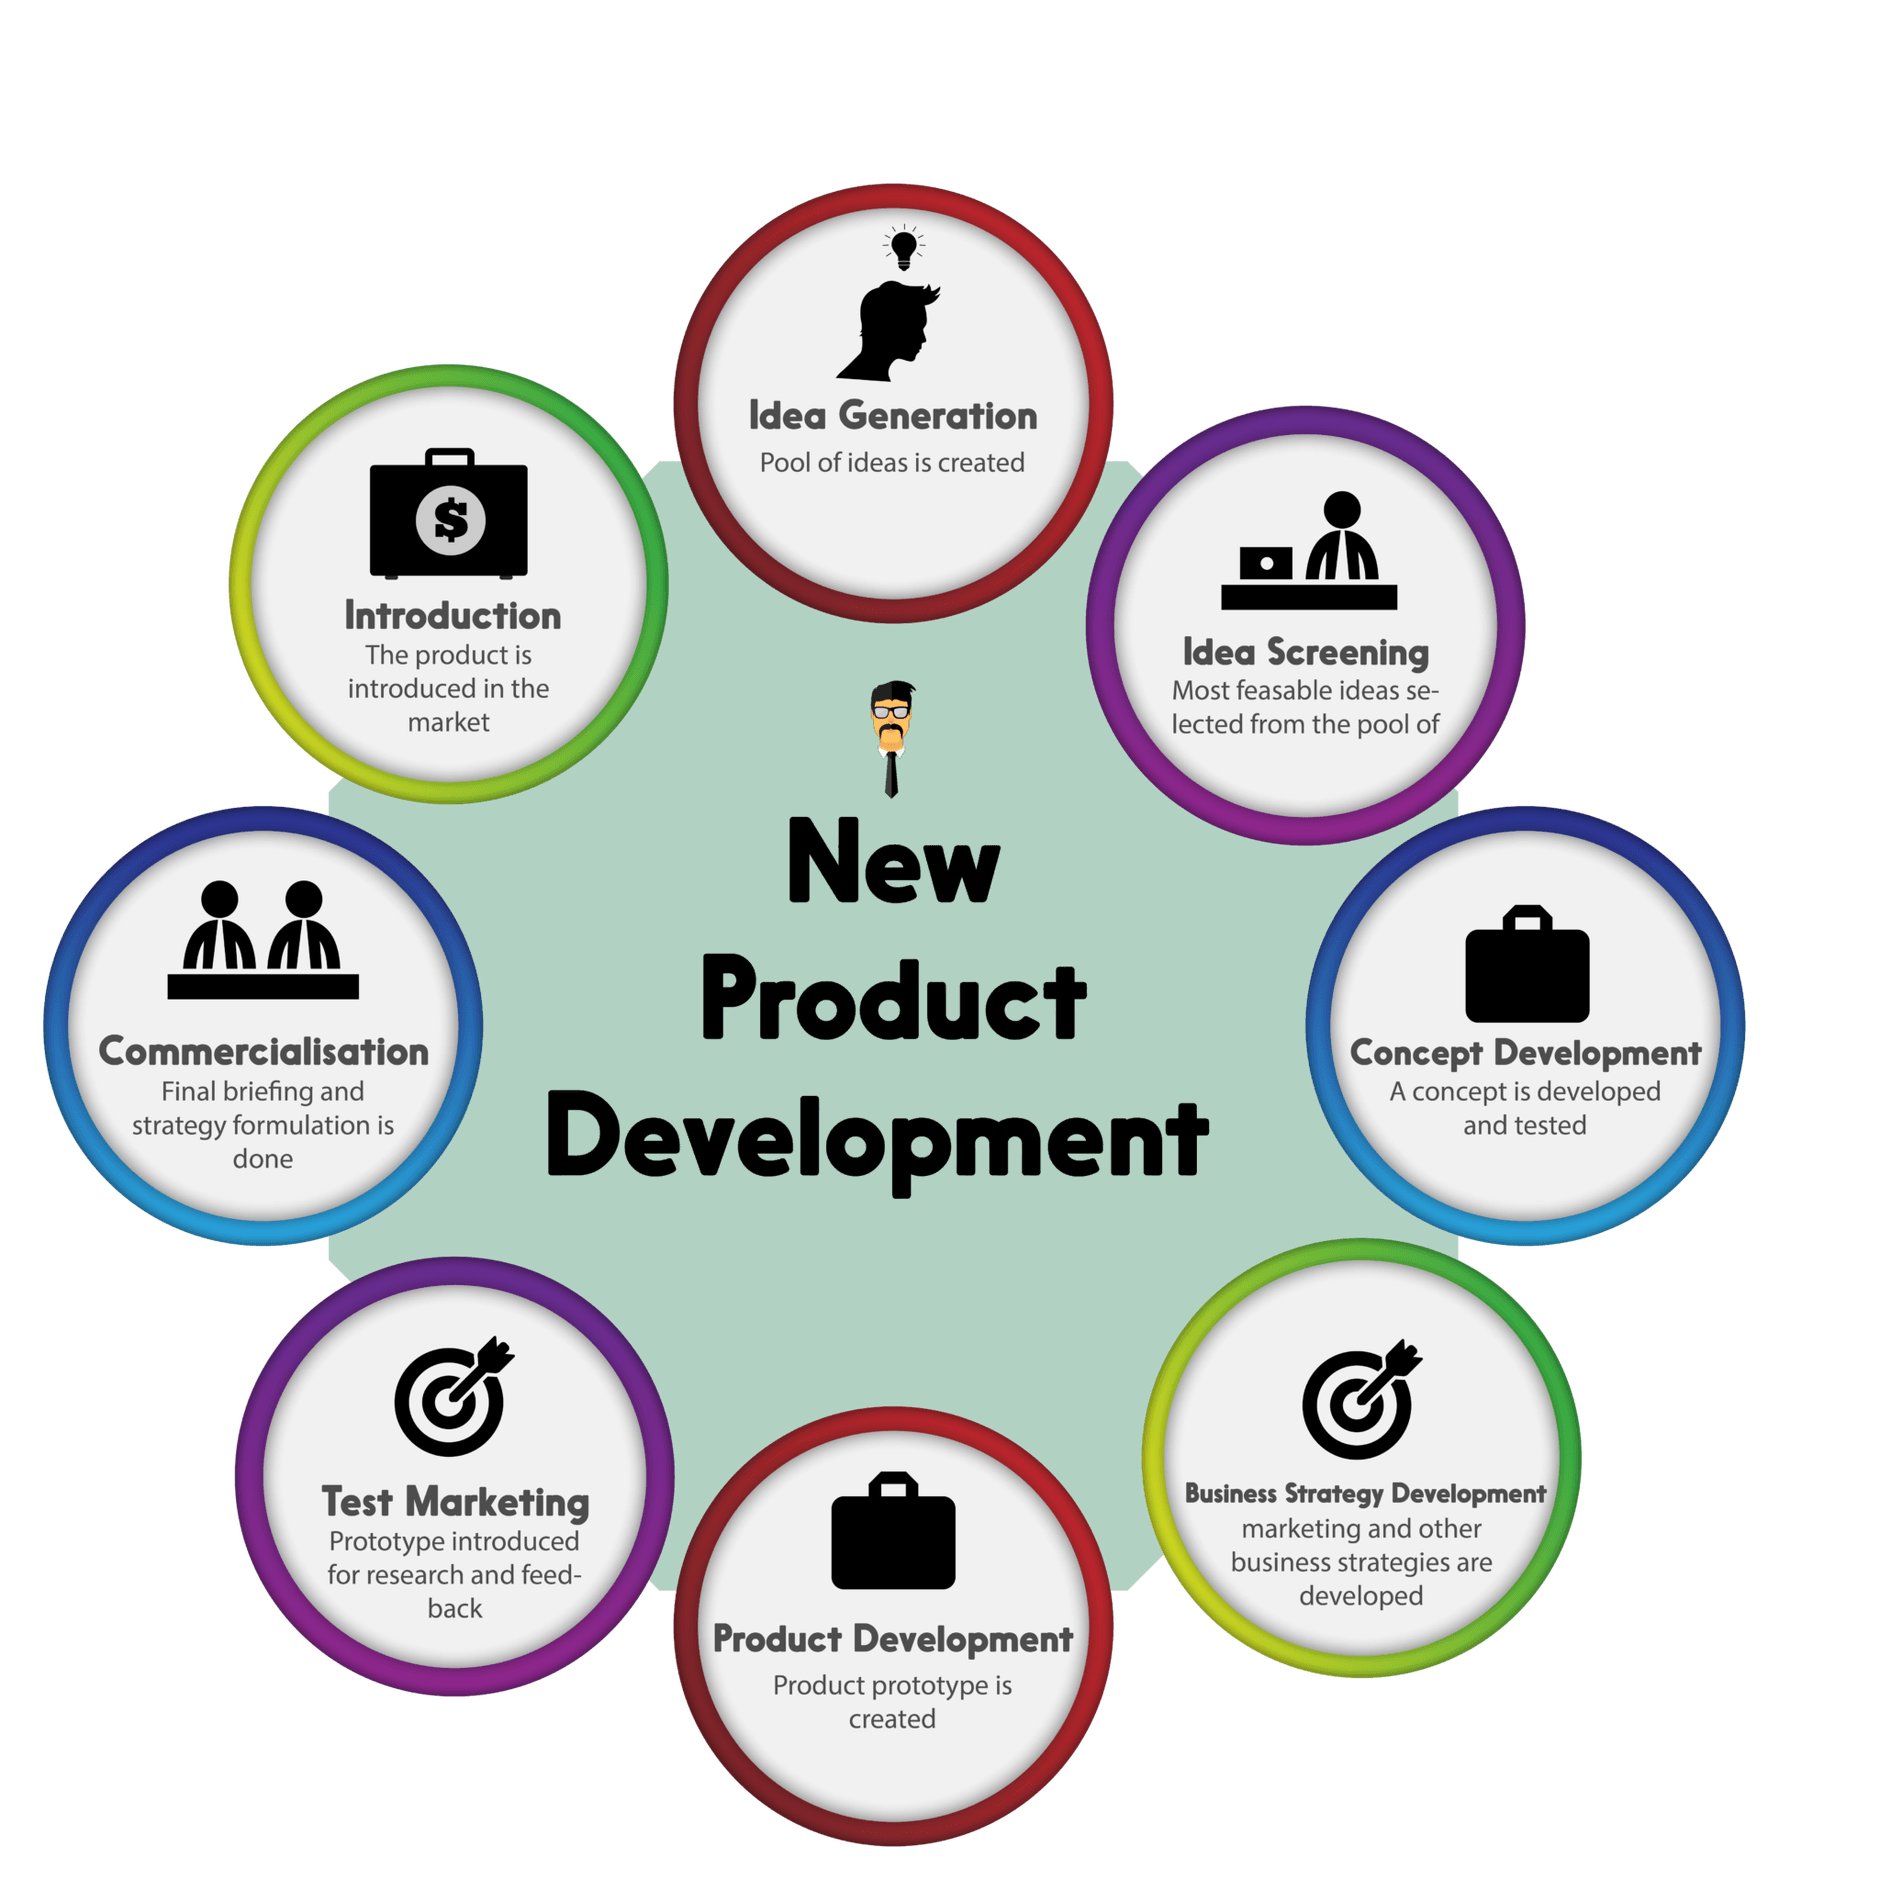 Idea Generation
Pool of ideas is created
Idea Screening
Most feasable ideas se-
lected from the pool of
Concept Development
A concept is developed
and tested
Business Strategy Development
marketing and other
business strategies are
developed
Product Development
Product prototype is
created
Test Marketing
Prototype introduced
for research and feed-
back
Commercialisation
Final briefing and
strategy formulation is
done
$
Introduction
The product is
introduced in the
market
New
Product
Development